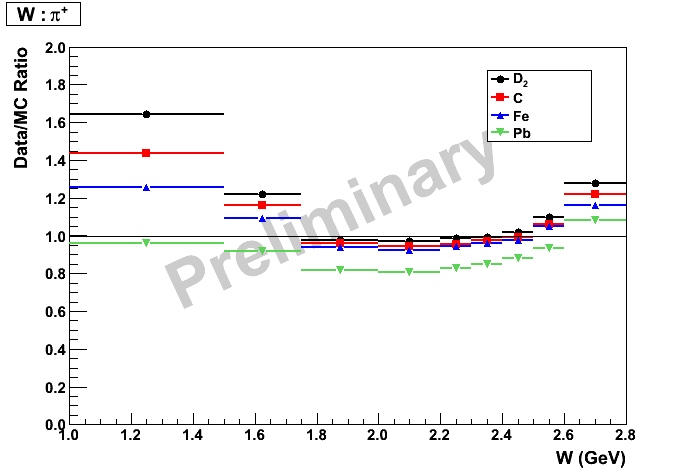 W : π⁺
Data/MC Ratio
2.0
1.8
1.6
1.4
1.2
1.0
0.8
0.6
0.4
0.2
0.0
D₂
C
Fe
Pb
Preliminary
1.0 1.2 1.4 1.6 1.8 2.0 2.2 2.4 2.6 2.8
W (GeV)